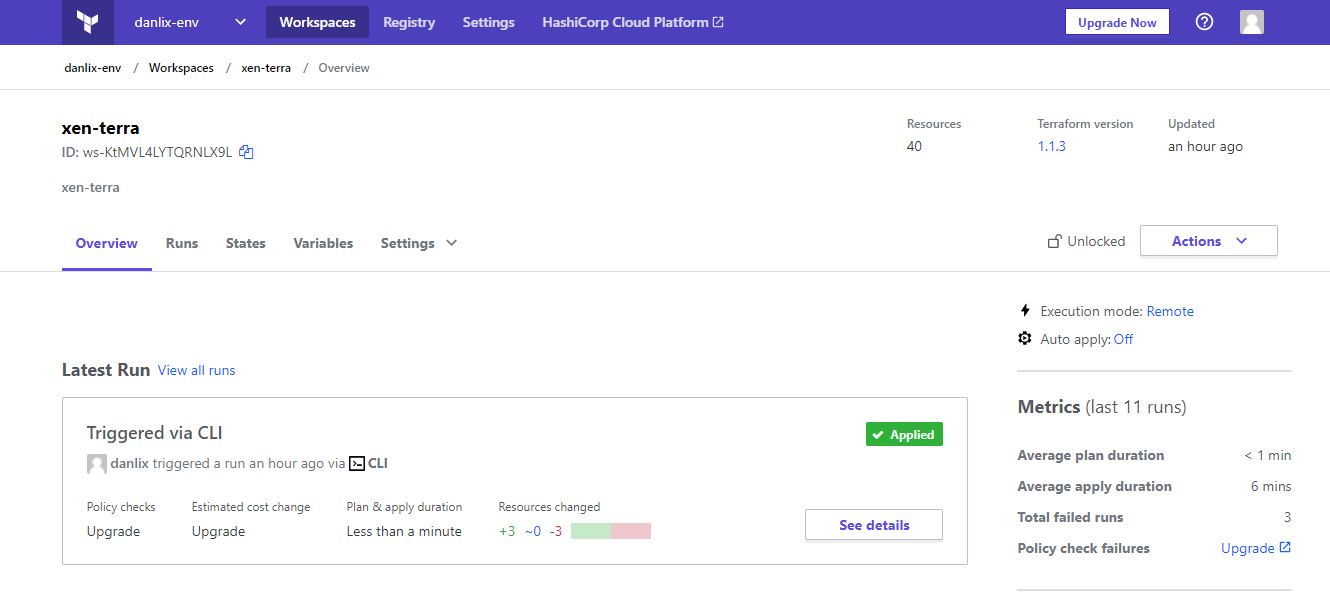 danlix-env Workspaces Registry Settings HashiCorp Cloud Platform Upgrade Now
danlix-env / Workspaces / xen-terra / Overview
xen-terra
ID: ws-KtMVL4LYTQRNLX9L
xen-terra
Resources
40
Terraform version
1.1.3
Updated
an hour ago
Overview Runs States Variables Settings
Unlocked Actions
Execution mode: Remote
Auto apply: Off
Latest Run View all runs
Triggered via CLI
Applied
danlix triggered a run an hour ago via CLI
Policy checks
Upgrade
Estimated cost change
Upgrade
Plan & apply duration
Less than a minute
Resources changed
+3 ~0 -3
See details
Metrics (last 11 runs)
Average plan duration < 1 min
Average apply duration 6 mins
Total failed runs 3
Policy check failures Upgrade